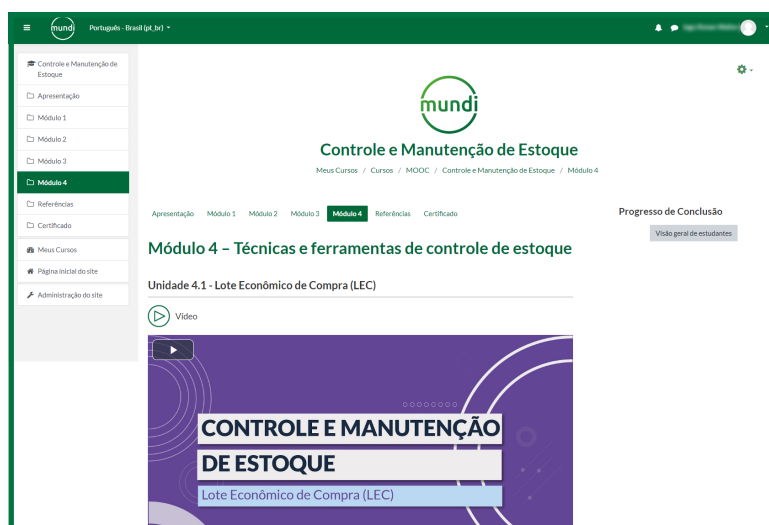 mundi
Português - Brasil (pt_br)
Controle e Manutenção de
Estoque
Apresentação
Módulo 1
Módulo 2
Módulo 3
Módulo 4
Referências
Certificado
Meus Cursos
Página inicial do site
Administração do site
mundi
Controle e Manutenção de Estoque
Meus Cursos / Cursos / MOOC / Controle e Manutenção de Estoque / Módulo 4
Apresentação Módulo 1 Módulo 2 Módulo 3 Módulo 4 Referências Certificado
Progresso de Conclusão
Visão geral de estudantes
Módulo 4 – Técnicas e ferramentas de controle de estoque
Unidade 4.1 - Lote Econômico de Compra (LEC)
Vídeo
CONTROLE E MANUTENÇÃO
DE ESTOQUE
Lote Econômico de Compra (LEC)